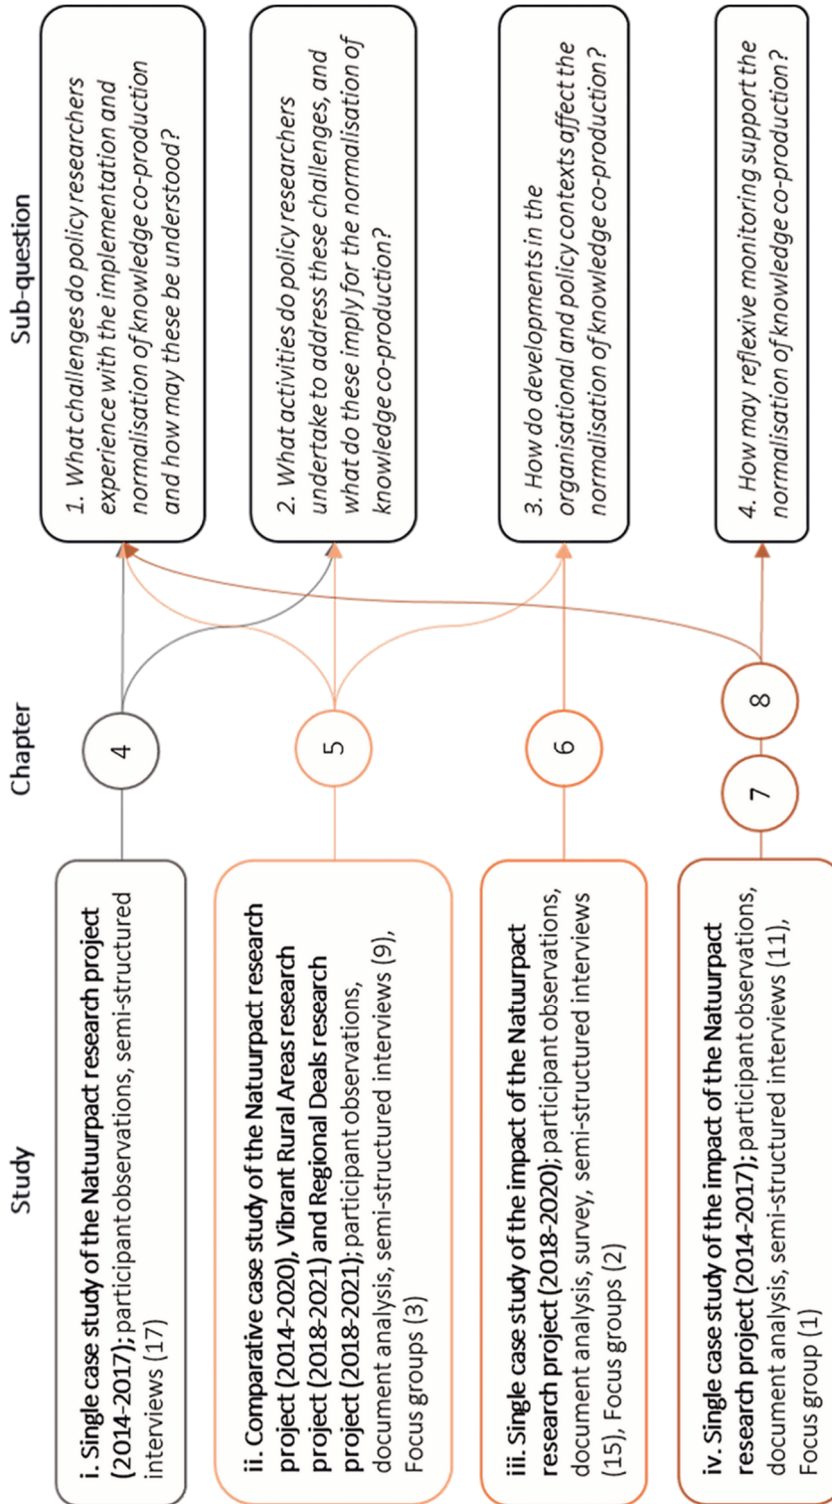 Study
Chapter
Sub-question
i. Single case study of the Natuurpact research project
(2014-2017); participant observations, semi-structured
interviews (17)
4
1. What challenges do policy researchers
experience with the implementation and
normalisation of knowledge co-production
and how may these be understood?
ii. Comparative case study of the Natuurpact research
project (2014-2020), Vibrant Rural Areas research
project (2018-2021) and Regional Deals research
project (2018-2021); participant observations,
document analysis, semi-structured interviews (9),
Focus groups (3)
5
2. What activities do policy researchers
undertake to address these challenges, and
what do these imply for the normalisation of
knowledge co-production?
iii. Single case study of the impact of the Natuurpact
research project (2018-2020); participant observations,
document analysis, survey, semi-structured interviews
(15), Focus groups (2)
6
3. How do developments in the
organisational and policy contexts affect the
normalisation of knowledge co-production?
iv. Single case study of the impact of the Natuurpact
research project (2014-2017); participant observations,
document analysis, semi-structured interviews (11),
Focus group (1)
7
8
4. How may reflexive monitoring support the
normalisation of knowledge co-production?